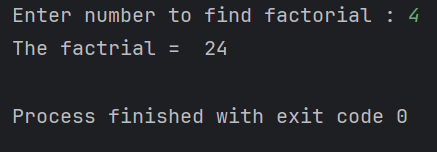 Enter number to find factorial : 4
The factrial =  24
Process finished with exit code 0